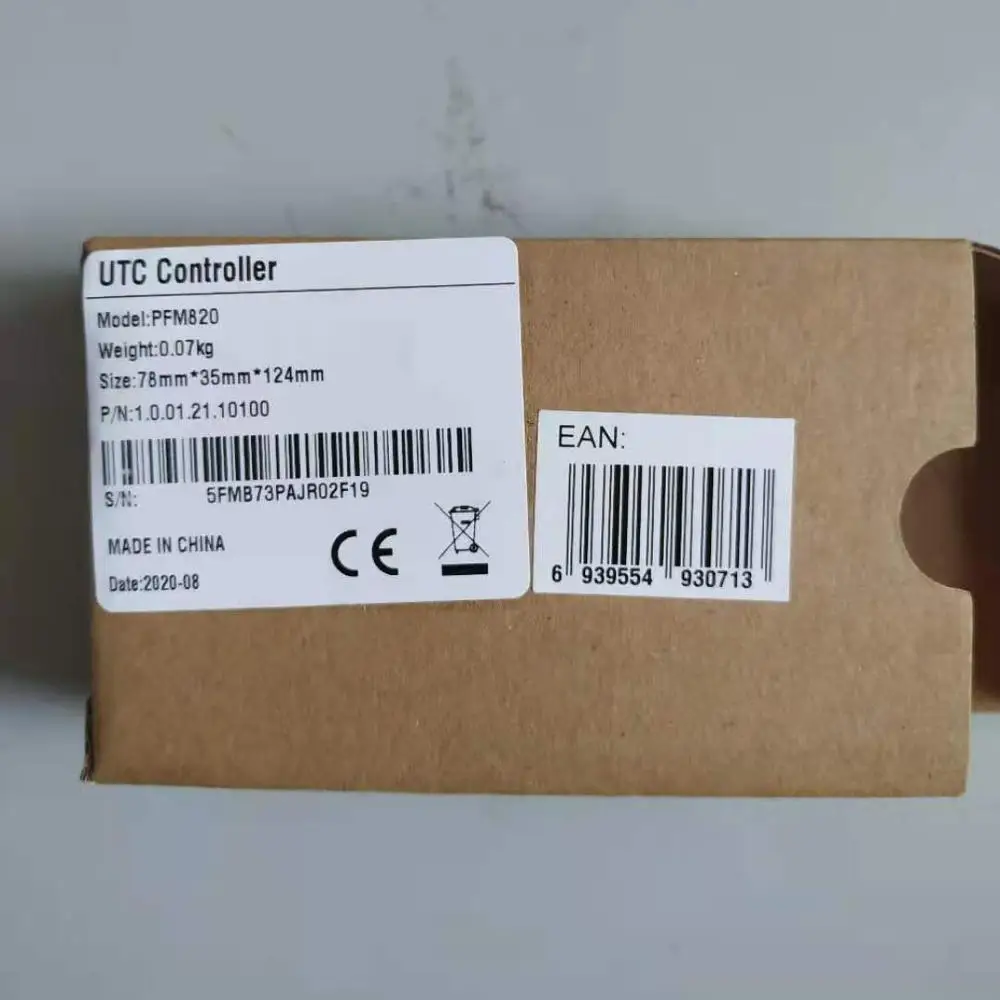 UTC Controller
Model:PFM820
Weight:0.07kg
Size:78mm*35mm*124mm
P/N:1.0.01.21.10100
S/N: 5FMB73PAJR02F19
MADE IN CHINA
CE
Date:2020-08
EAN:
6 939554 930713